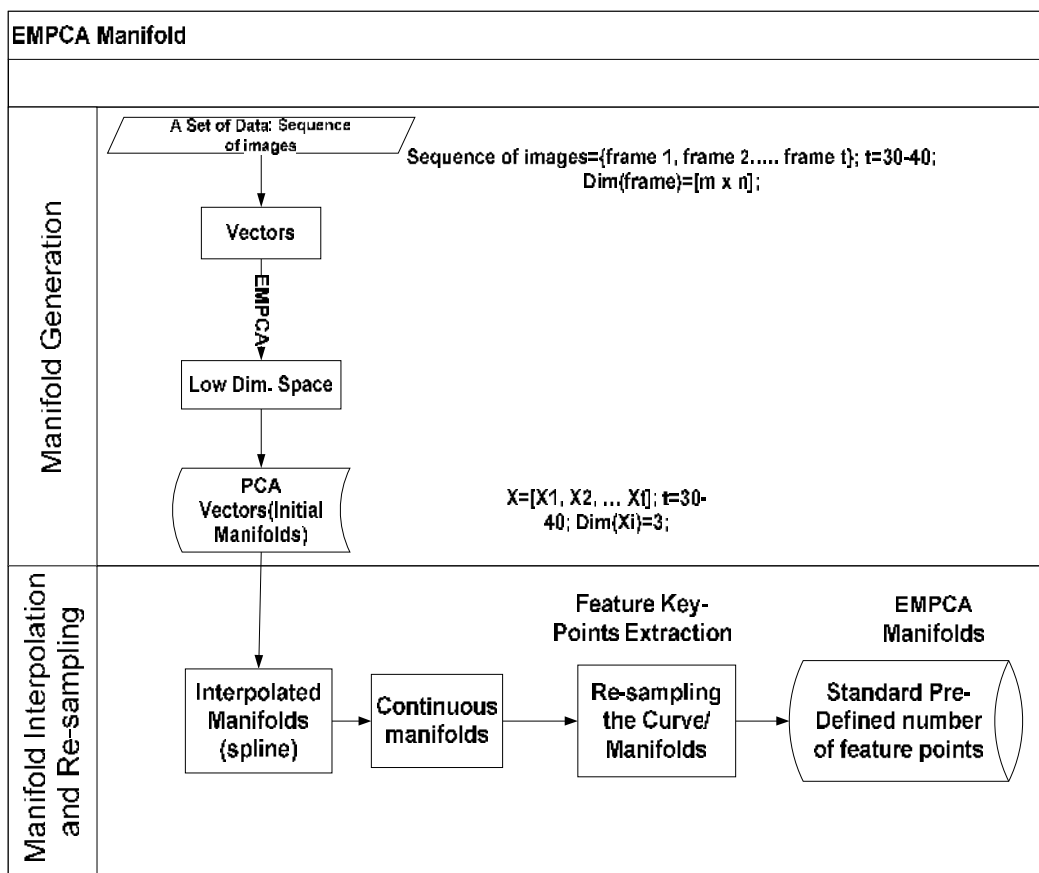 EMPCA Manifold
Manifold Generation
A Set of Data: Sequence
of images
Sequence of images={frame 1, frame 2..... frame t}; t=30-40;
Dim(frame)=[m x n];
Vectors
EMPCA
Low Dim. Space
PCA
Vectors(Initial
Manifolds)
X=[X1, X2, ... Xt]; t=30-
40; Dim(Xi)=3;
Manifold Interpolation
and Re-sampling
Feature Key-
Points Extraction
EMPCA
Manifolds
Interpolated
Manifolds
(spline)
Continuous
manifolds
Re-sampling
the Curve/
Manifolds
Standard Pre-
Defined number
of feature points